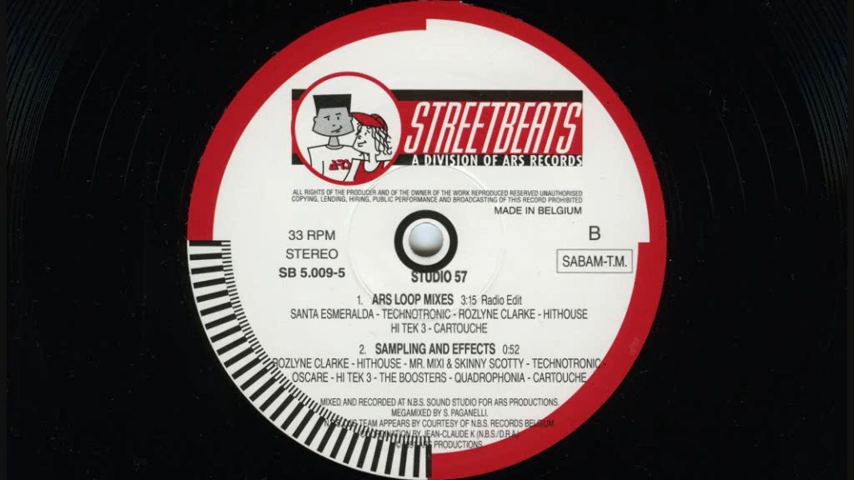 STREETBEATS
A DIVISION OF ARS RECORDS
ALL RIGHTS OF THE PRODUCER AND OF THE OWNER OF THE WORK REPRODUCED RESERVED UNAUTHORISED
COPYING, LENDING, HIRING, PUBLIC PERFORMANCE AND BROADCASTING OF THIS RECORD PROHIBITED
MADE IN BELGIUM
33 RPM
STEREO
SB 5.009-5
B
SABAM-T.M.
STUDIO 57
1. ARS LOOP MIXES 3:15 Radio Edit
SANTA ESMERALDA - TECHNOTRONIC - ROZLYNE CLARKE - HITHOUSE
HI TEK 3 - CARTOUCHE
2. SAMPLING AND EFFECTS 0:52
ROZLYNE CLARKE - HITHOUSE - MR. MIXI & SKINNY SCOTTY - TECHNOTRONIC -
OSCARE - HI TEK 3 - THE BOOSTERS - QUADROPHONIA - CARTOUCHE
MIXED AND RECORDED AT N.B.S. SOUND STUDIO FOR ARS PRODUCTIONS.
MEGAMIXED BY S. PAGANELLI.
TEAM APPEARS BY COURTESY OF N.B.S. RECORDS BELGIUM
BY JEAN-CLAUDE K (N.B.S./D.R.A.)
PRODUCTIONS.